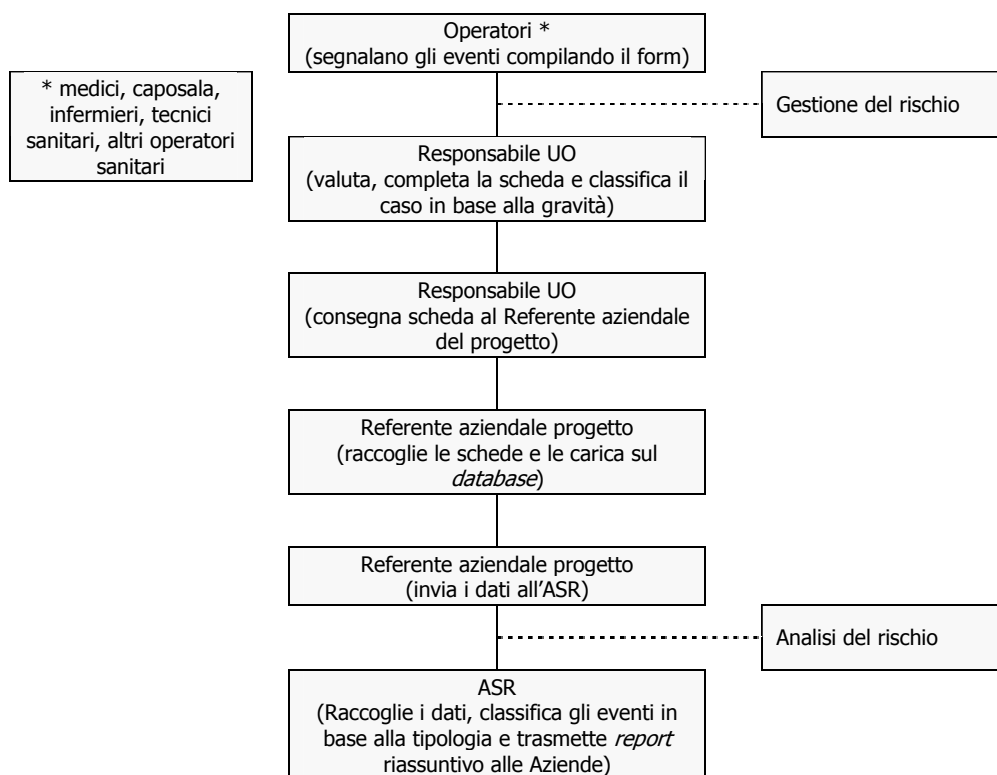 Operatori *
(segnalano gli eventi compilando il form)
* medici, caposala,
infermieri, tecnici
sanitari, altri operatori
sanitari
Gestione del rischio
Responsabile UO
(valuta, completa la scheda e classifica il
caso in base alla gravità)
Responsabile UO
(consegna scheda al Referente aziendale
del progetto)
Referente aziendale progetto
(raccoglie le schede e le carica sul
database)
Referente aziendale progetto
(invia i dati all'ASR)
Analisi del rischio
ASR
(Raccoglie i dati, classifica gli eventi in
base alla tipologia e trasmette report
riassuntivo alle Aziende)